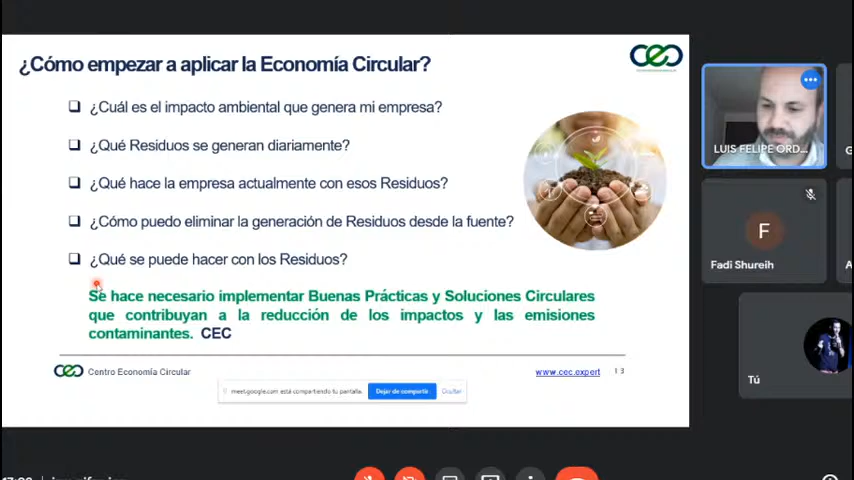 ¿Cómo empezar a aplicar la Economía Circular?
CEC
¿Cuál es el impacto ambiental que genera mi empresa?
¿Qué Residuos se generan diariamente?
¿Qué hace la empresa actualmente con esos Residuos?
¿Cómo puedo eliminar la generación de Residuos desde la fuente?
¿Qué se puede hacer con los Residuos?
Se hace necesario implementar Buenas Prácticas y Soluciones Circulares
que contribuyan a la reducción de los impactos y las emisiones
contaminantes. CEC
CEC Centro Economía Circular
www.cec.expert 13
meet.google.com está compartiendo tu pantalla. Dejar de compartir Ocultar
LUIS FELIPE ORD...
G
F
Fadi Shureih
A
Tú